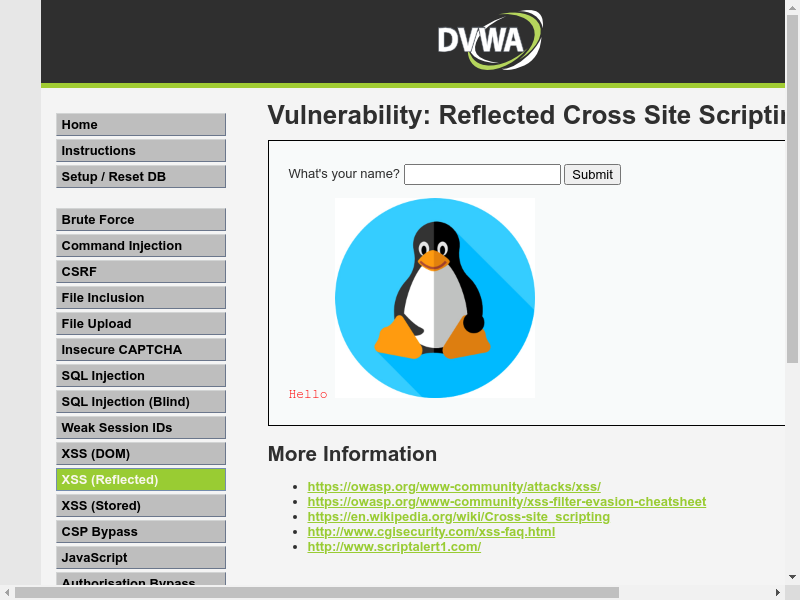 DVWA
Vulnerability: Reflected Cross Site Scriptin
Home
Instructions
Setup / Reset DB
Brute Force
Command Injection
CSRF
File Inclusion
File Upload
Insecure CAPTCHA
SQL Injection
SQL Injection (Blind)
Weak Session IDs
XSS (DOM)
XSS (Reflected)
XSS (Stored)
CSP Bypass
JavaScript
Authorisation Bypass
What's your name? Submit
Hello
More Information
https://owasp.org/www-community/attacks/xss/
https://owasp.org/www-community/xss-filter-evasion-cheatsheet
https://en.wikipedia.org/wiki/Cross-site_scripting
http://www.cgisecurity.com/xss-faq.html
http://www.scriptalert1.com/